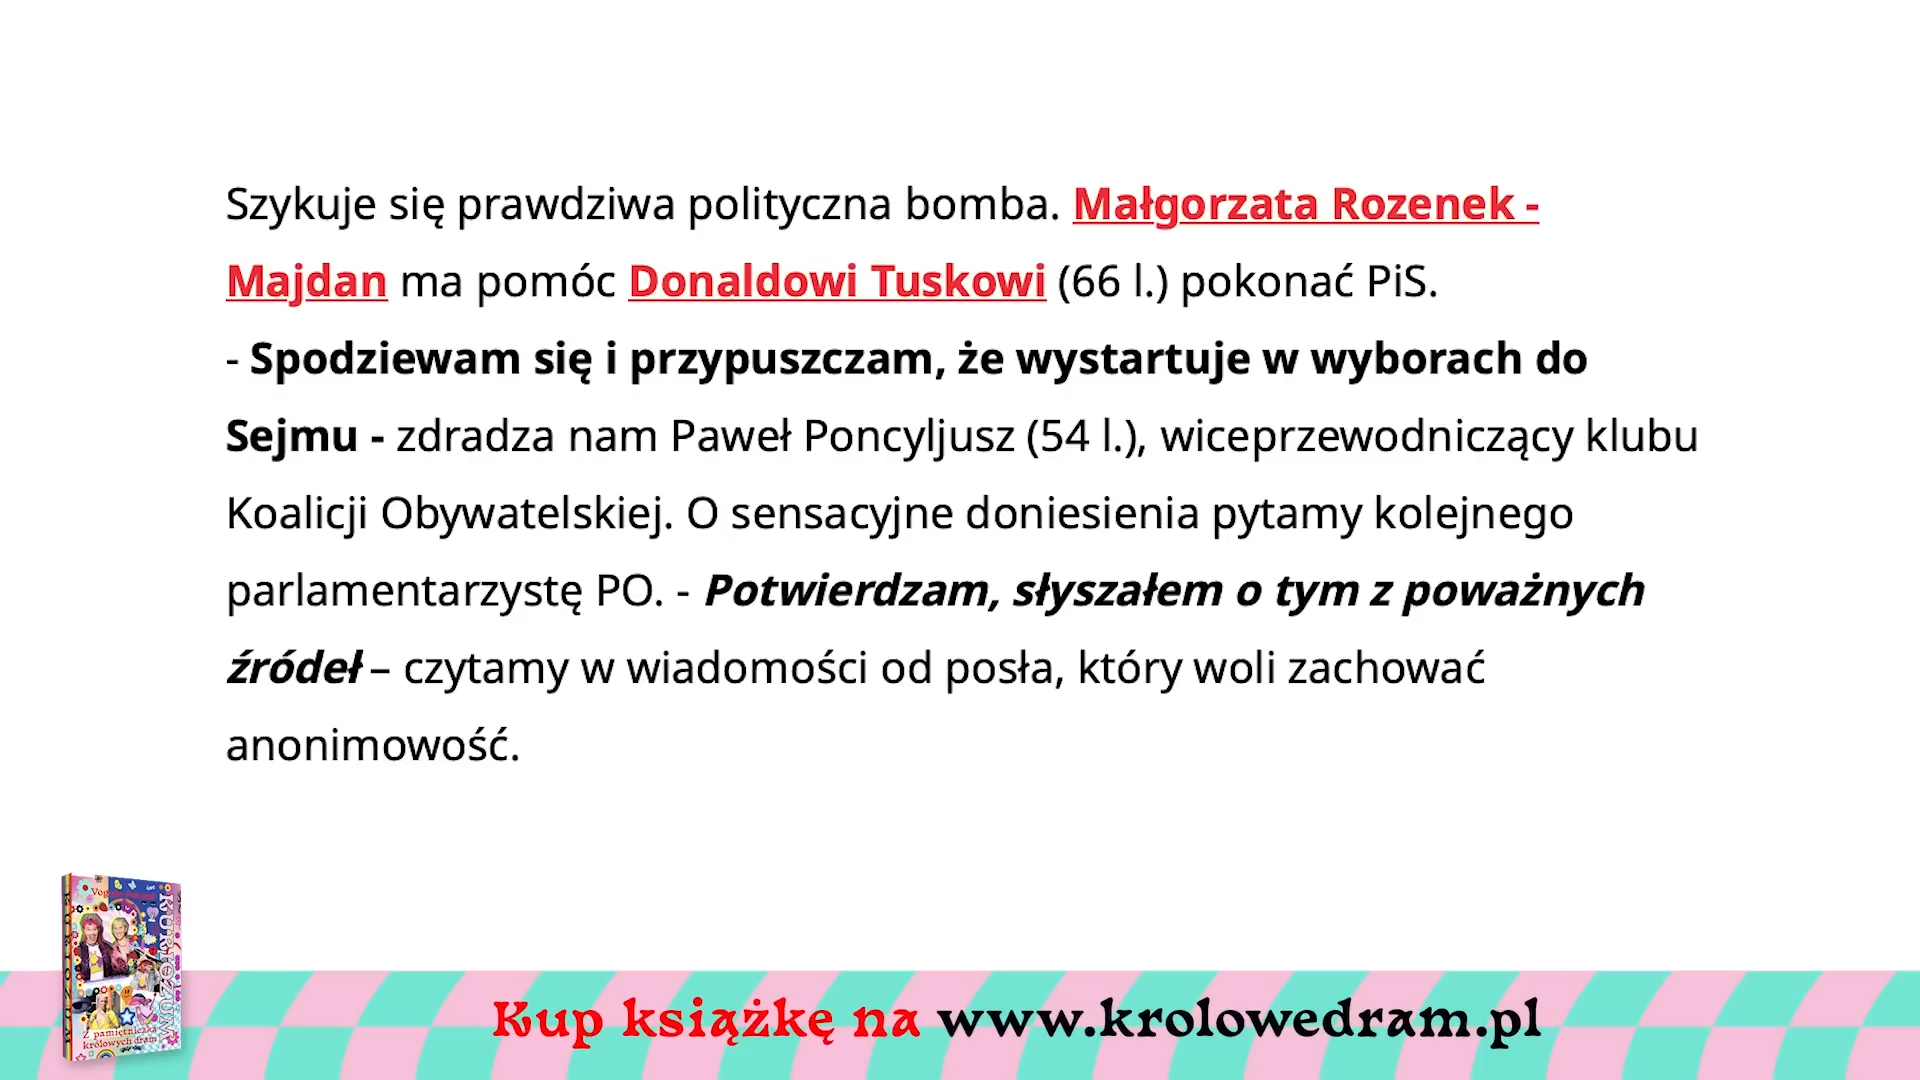 Szykuje się prawdziwa polityczna bomba. Małgorzata Rozenek -
Majdan ma pomóc Donaldowi Tuskowi (66 l.) pokonać PiS.
- Spodziewam się i przypuszczam, że wystartuje w wyborach do
Sejmu - zdradza nam Paweł Poncyljusz (54 l.), wiceprzewodniczący klubu
Koalicji Obywatelskiej. O sensacyjne doniesienia pytamy kolejnego
parlamentarzystę PO. - Potwierdzam, słyszałem o tym z poważnych
źródeł – czytamy w wiadomości od posła, który woli zachować
anonimowość.
Z pamiętniczka
królowych dram
Kup książkę na www.krolowedram.pl